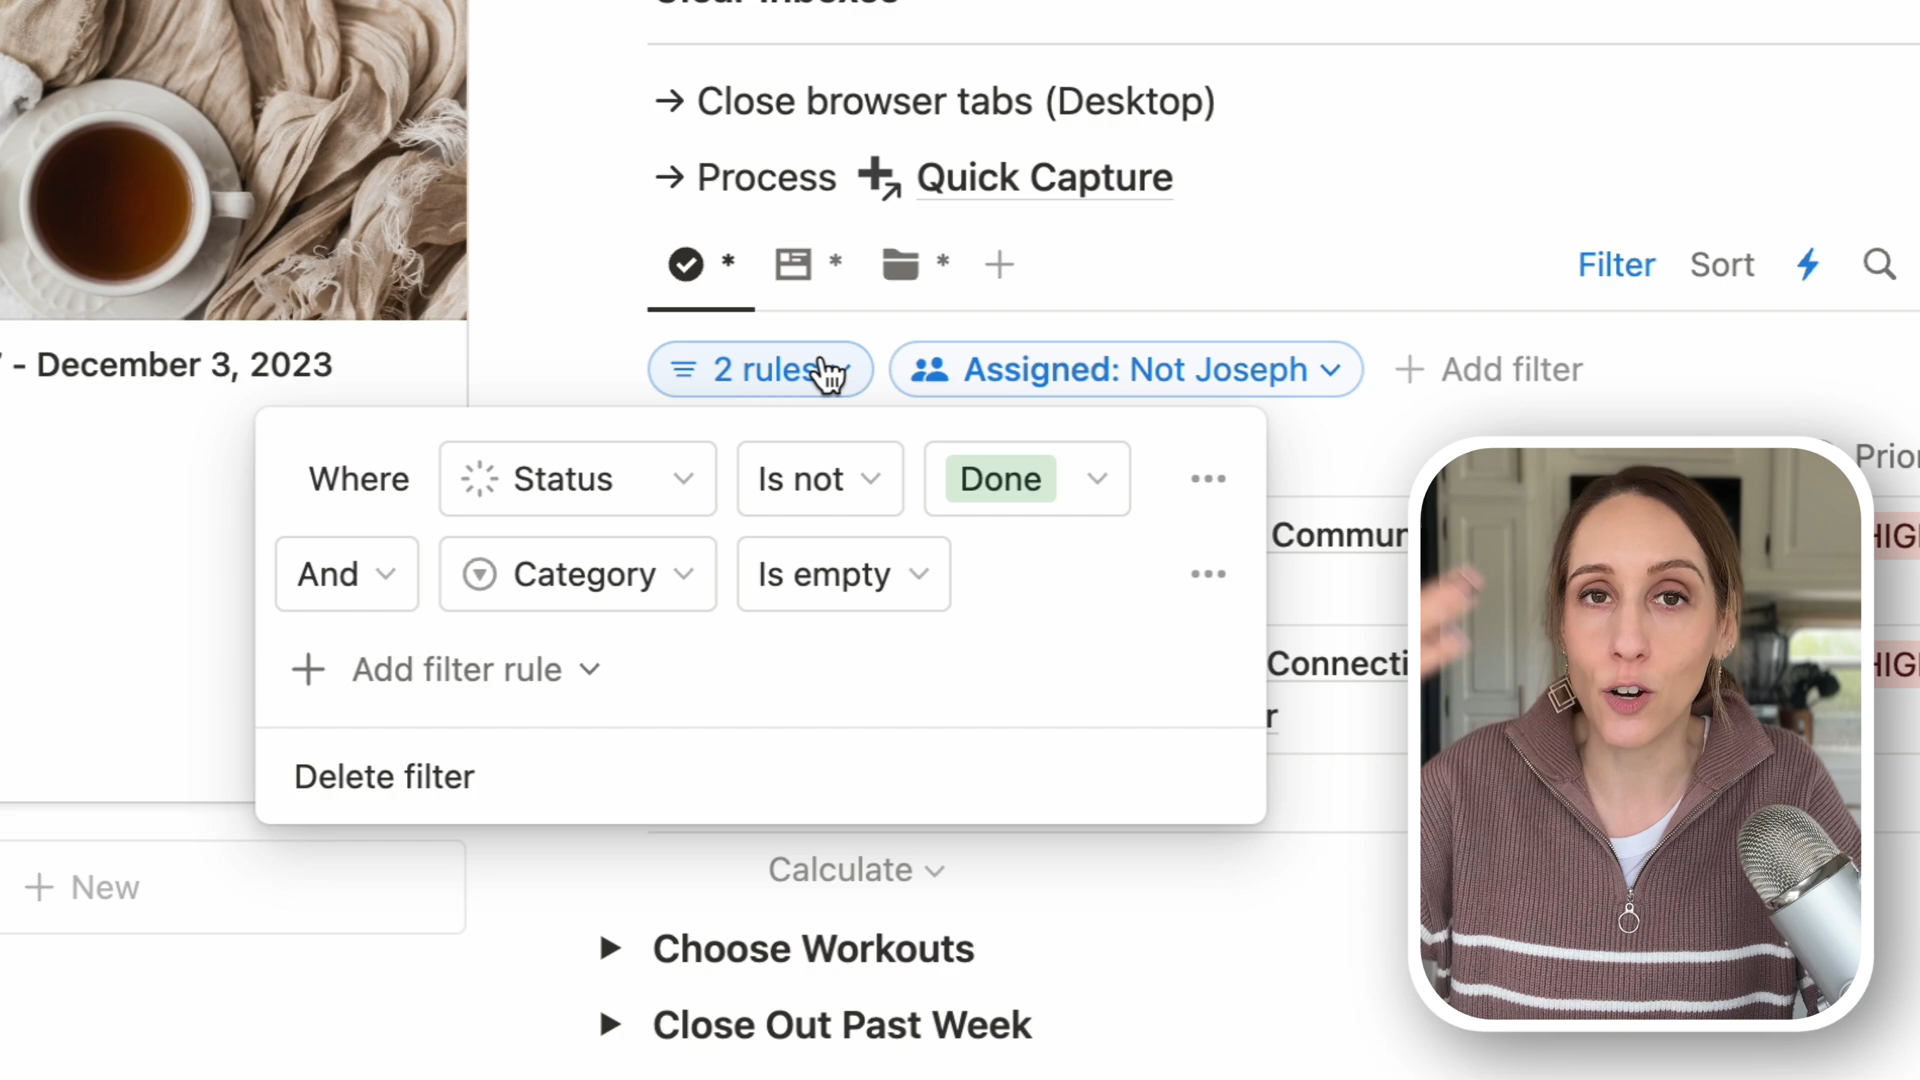 → Close browser tabs (Desktop)
→ Process Quick Capture
* * * +
Filter Sort
- December 3, 2023
2 rules Assigned: Not Joseph + Add filter
Where Status Is not Done •••
And Category Is empty •••
+ Add filter rule
Delete filter
+ New
Calculate
Choose Workouts
Close Out Past Week